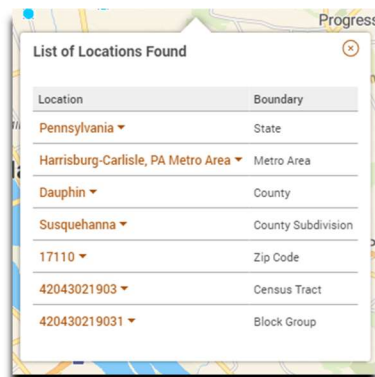 Progress
List of Locations Found
Location Boundary
Pennsylvania State
Harrisburg-Carlisle, PA Metro Area Metro Area
Dauphin County
Susquehanna County Subdivision
17110 Zip Code
42043021903 Census Tract
420430219031 Block Group